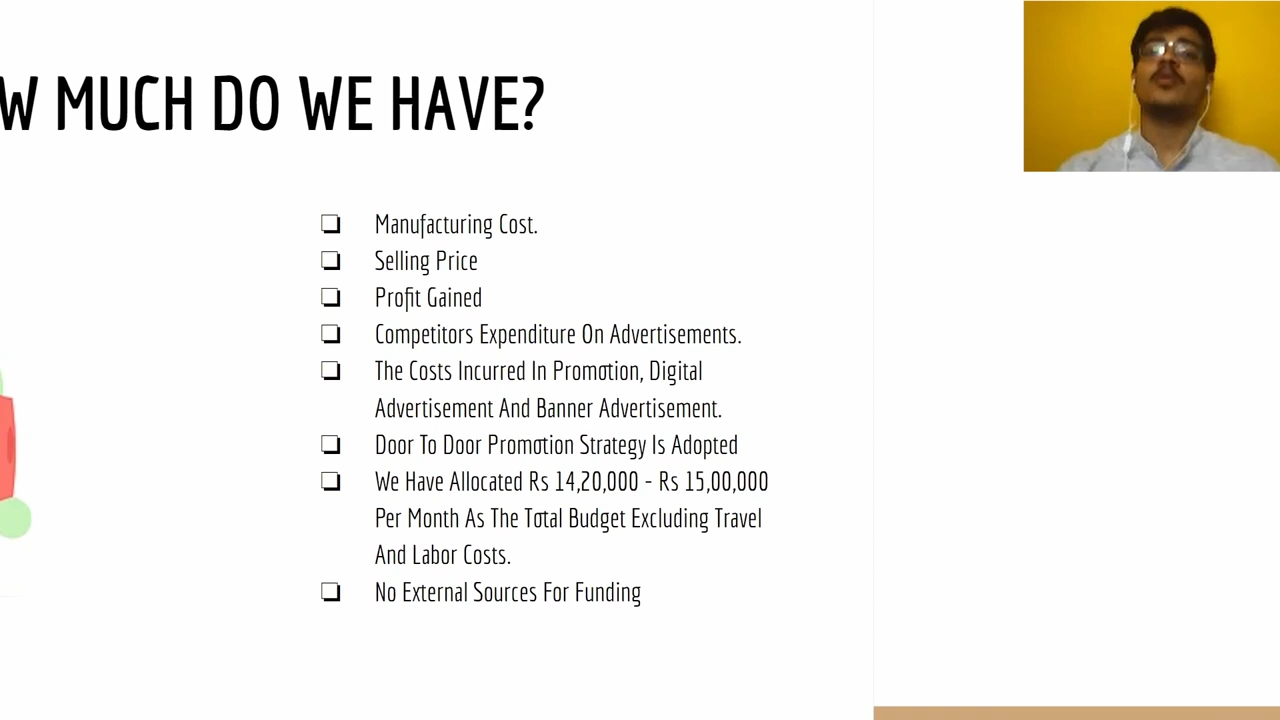 W MUCH DO WE HAVE?
❏ Manufacturing Cost.
❏ Selling Price
❏ Profit Gained
❏ Competitors Expenditure On Advertisements.
❏ The Costs Incurred In Promotion, Digital
Advertisement And Banner Advertisement.
❏ Door To Door Promotion Strategy Is Adopted
❏ We Have Allocated Rs 14,20,000 - Rs 15,00,000
Per Month As The Total Budget Excluding Travel
And Labor Costs.
❏ No External Sources For Funding